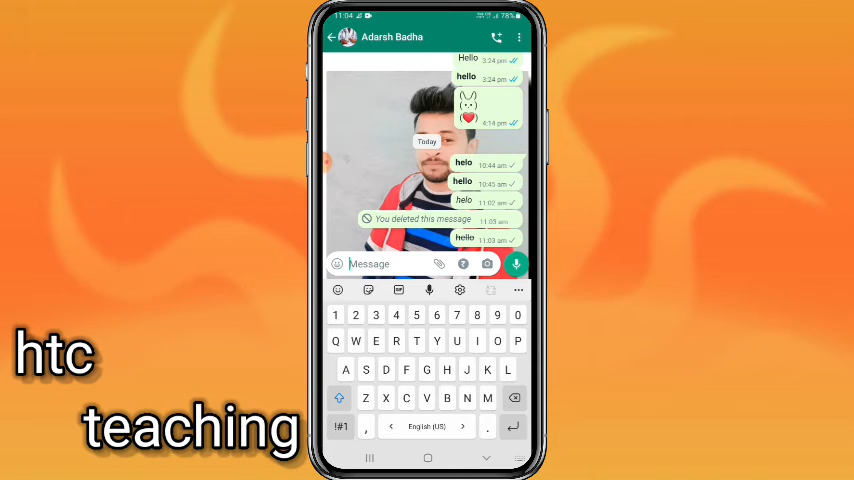 11:04 78%
Adarsh Badha
Hello 3:24 pm
hello 3:24 pm
4:14 pm
Today
helo 10:44 am
hello 10:45 am
helo 11:02 am
You deleted this message 11:03 am
hello 11:03 am
Message
GIF
1 2 3 4 5 6 7 8 9 0
Q W E R T Y U I O P
A S D F G H J K L
Z X C V B N M
!#1 , < English (US) > .
htc
teaching